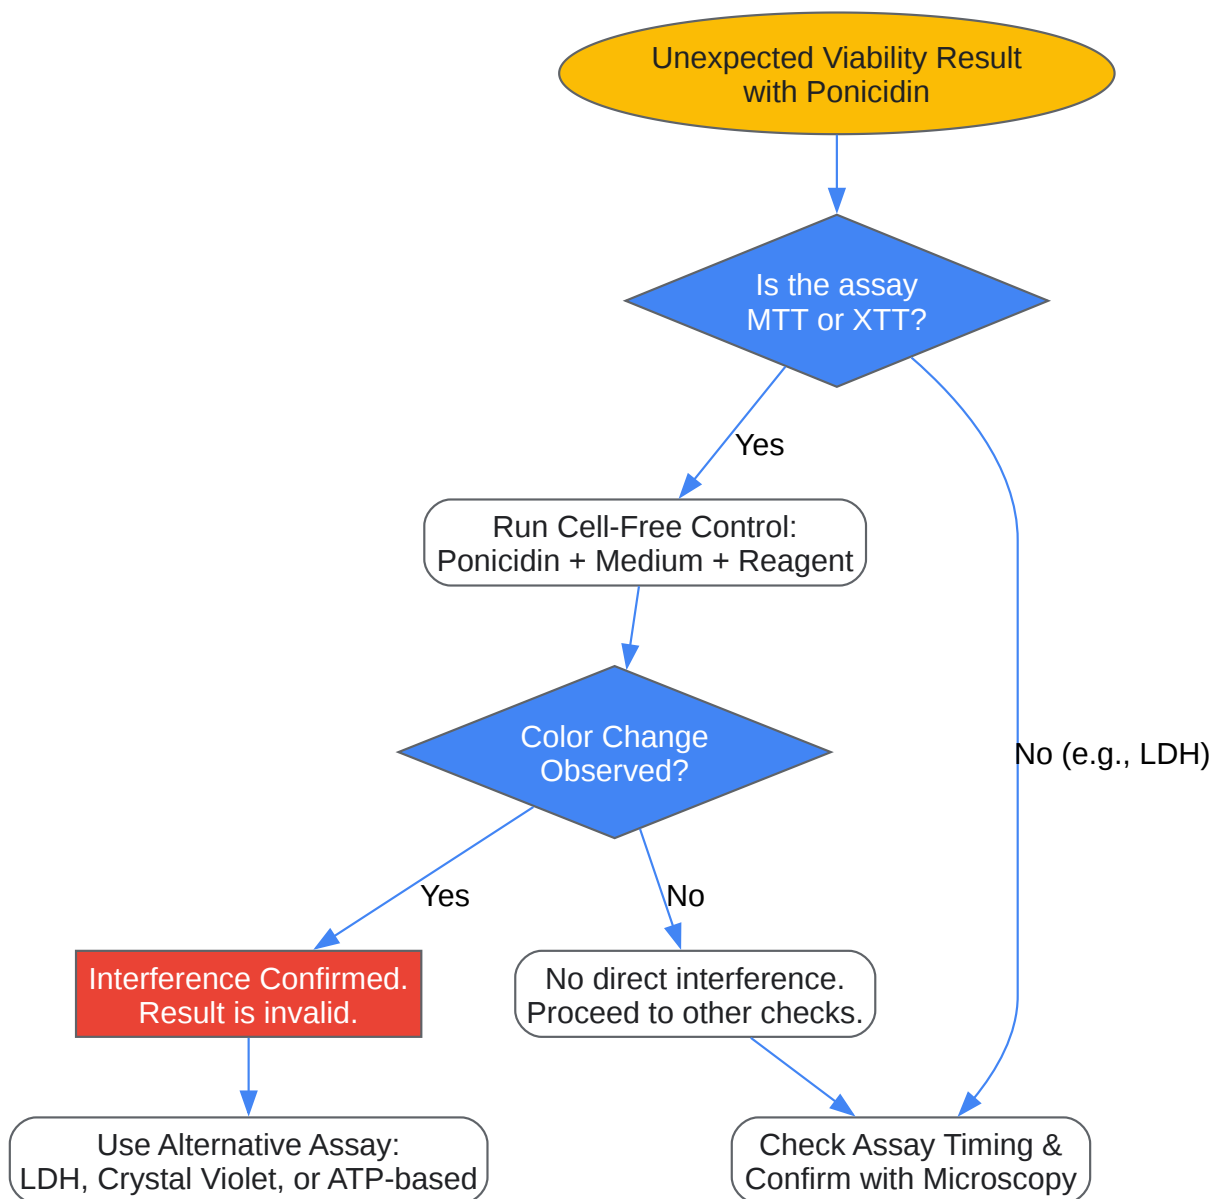 Unexpected Viability Result
with Ponicidin
Is the assay
MTT or XTT?
Yes
Run Cell-Free Control:
Ponicidin + Medium + Reagent
Color Change
Observed?
No (e.g., LDH)
Yes
No
Interference Confirmed.
Result is invalid.
No direct interference.
Proceed to other checks.
Use Alternative Assay:
LDH, Crystal Violet, or ATP-based
Check Assay Timing &
Confirm with Microscopy